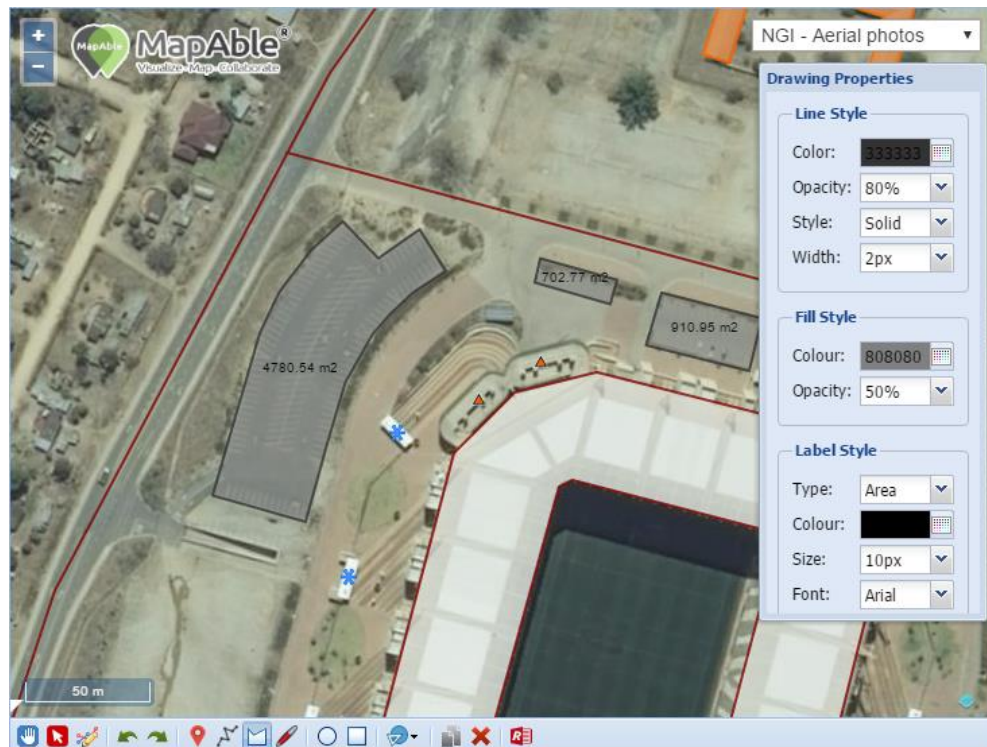 +
MapAble
MapAble®
Visualize - Map - Collaborate
−
NGI - Aerial photos
Drawing Properties
Line Style
Color: 333333
Opacity: 80%
Style: Solid
Width: 2px
Fill Style
Colour: 808080
Opacity: 50%
Label Style
Type: Area
Colour:
Size: 10px
Font: Arial
702.77 m2
910.95 m2
4780.54 m2
50 m
R